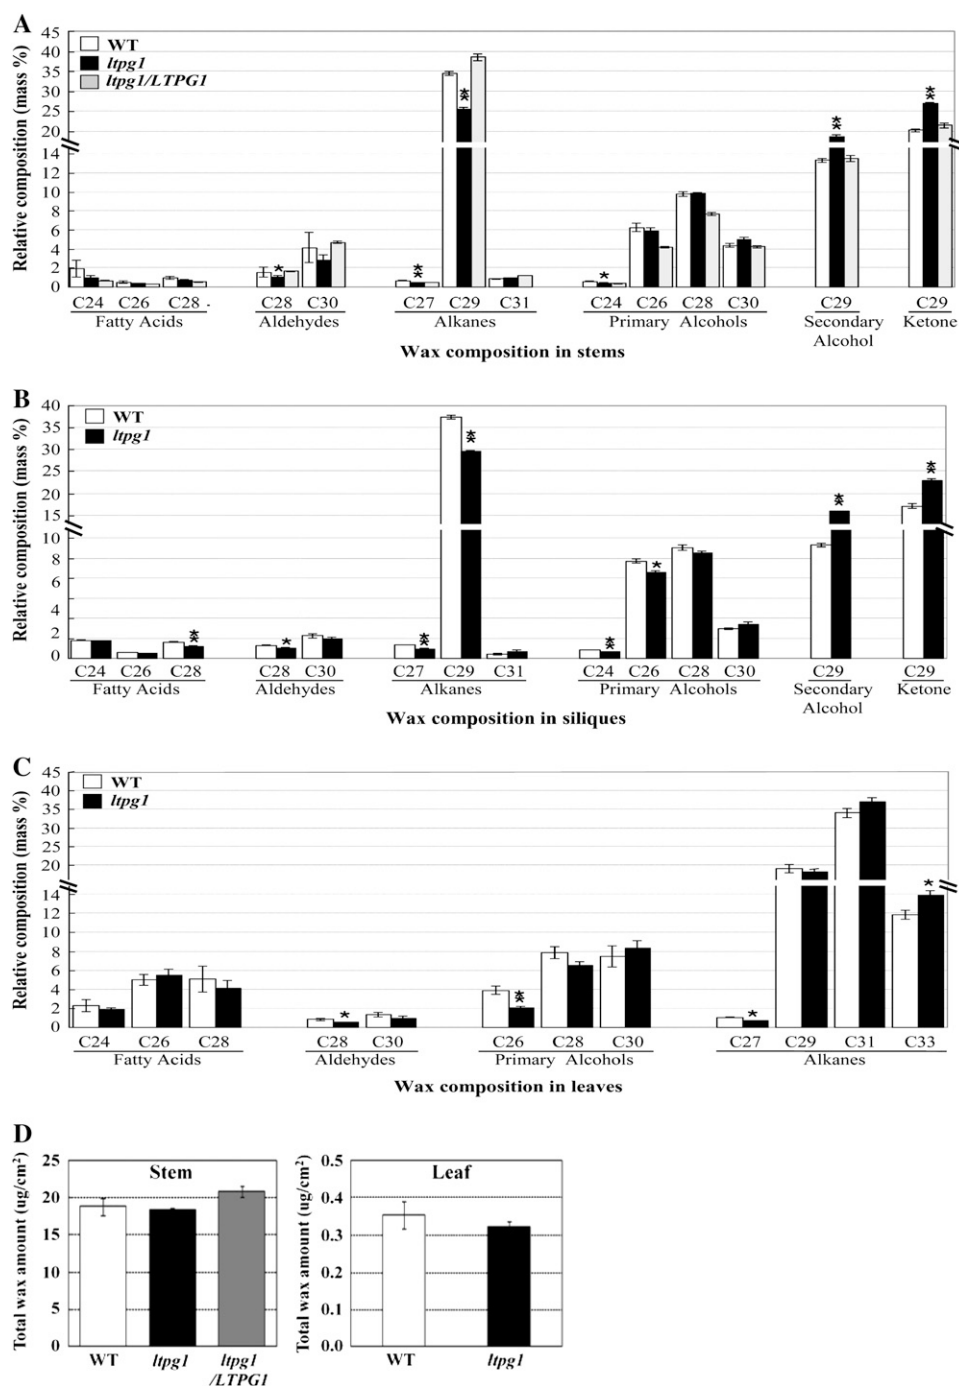 A
WT
ltpg1
ltpg1/LTPG1
Relative composition (mass %)
45
40
35
30
25
20
14
12
10
8
6
4
2
0
C24 C26 C28 . C28 C30 C27 C29 C31 C24 C26 C28 C30 C29 C29
Fatty Acids Aldehydes Alkanes Primary Alcohols Secondary Alcohol Ketone
Wax composition in stems
B
WT
ltpg1
Relative composition (mass %)
40
35
30
25
20
15
10
8
6
4
2
0
C24 C26 C28 C28 C30 C27 C29 C31 C24 C26 C28 C30 C29 C29
Fatty Acids Aldehydes Alkanes Primary Alcohols Secondary Alcohol Ketone
Wax composition in siliques
C
WT
ltpg1
Relative composition (mass %)
45
40
35
30
25
20
14
12
10
8
6
4
2
0
C24 C26 C28 C28 C30 C26 C28 C30 C27 C29 C31 C33
Fatty Acids Aldehydes Primary Alcohols Alkanes
Wax composition in leaves
D
Stem
Total wax amount (ug/cm²)
25
20
15
10
5
0
WT ltpg1 ltpg1
/LTPG1
Leaf
Total wax amount (ug/cm²)
0.5
0.4
0.3
0.2
0.1
0.0
WT ltpg1